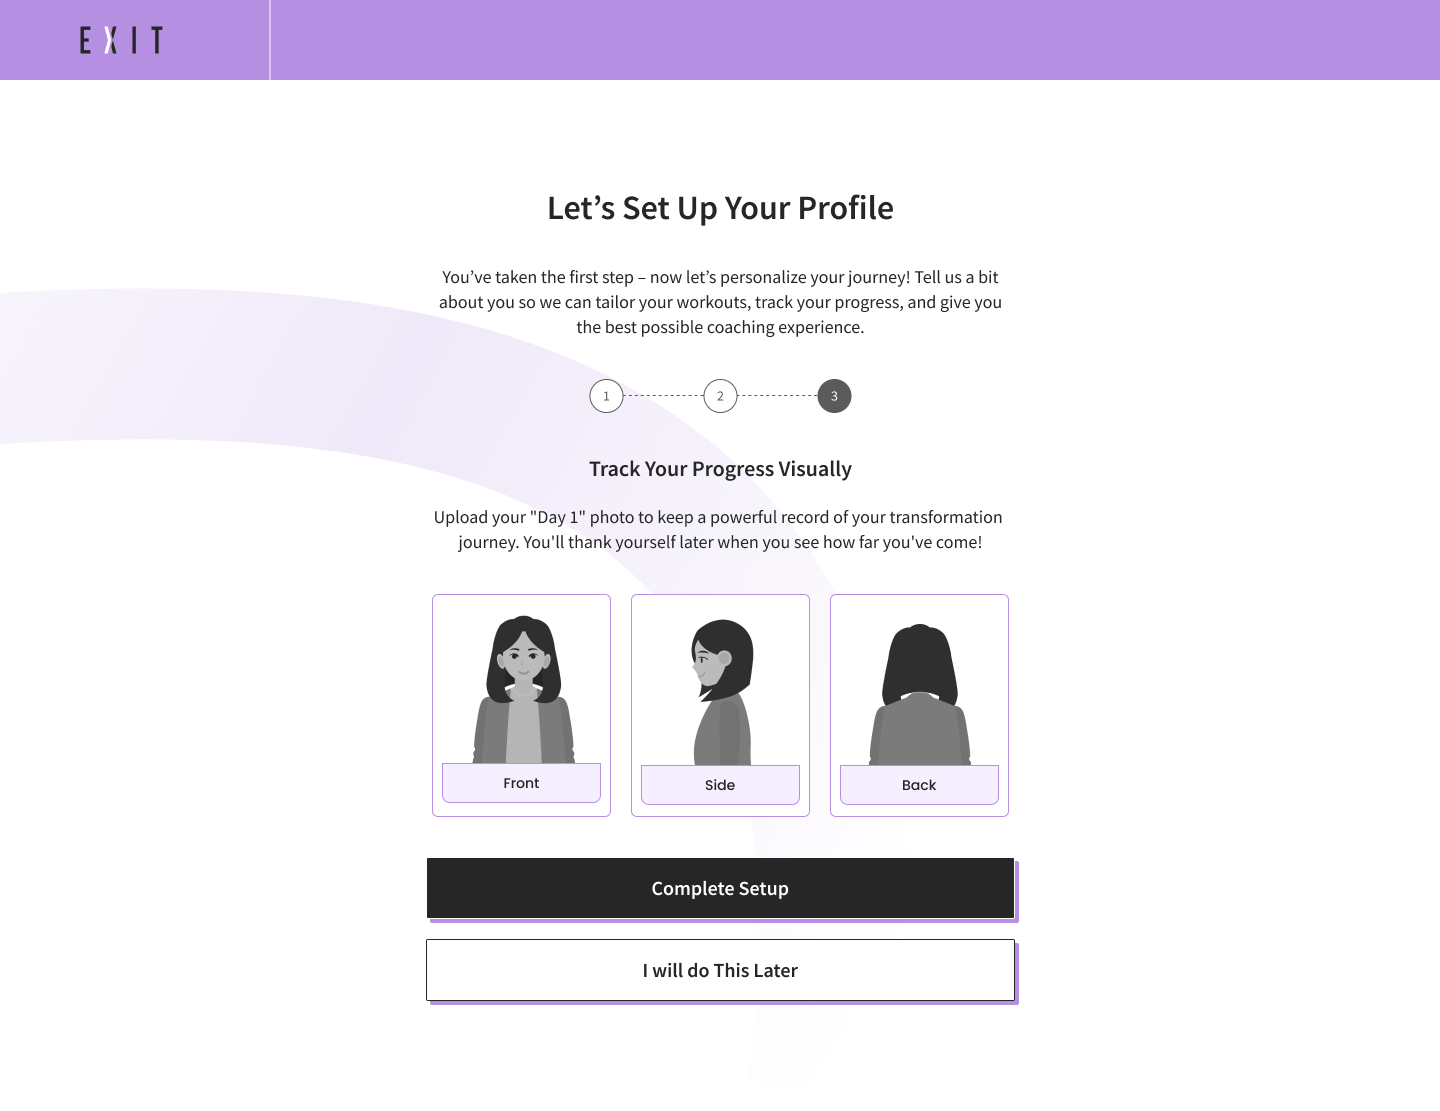 EXIT
Let’s Set Up Your Profile
You’ve taken the first step – now let’s personalize your journey! Tell us a bit
about you so we can tailor your workouts, track your progress, and give you
the best possible coaching experience.
1 2 3
Track Your Progress Visually
Upload your "Day 1" photo to keep a powerful record of your transformation
journey. You'll thank yourself later when you see how far you've come!
Front Side Back
Complete Setup
I will do This Later